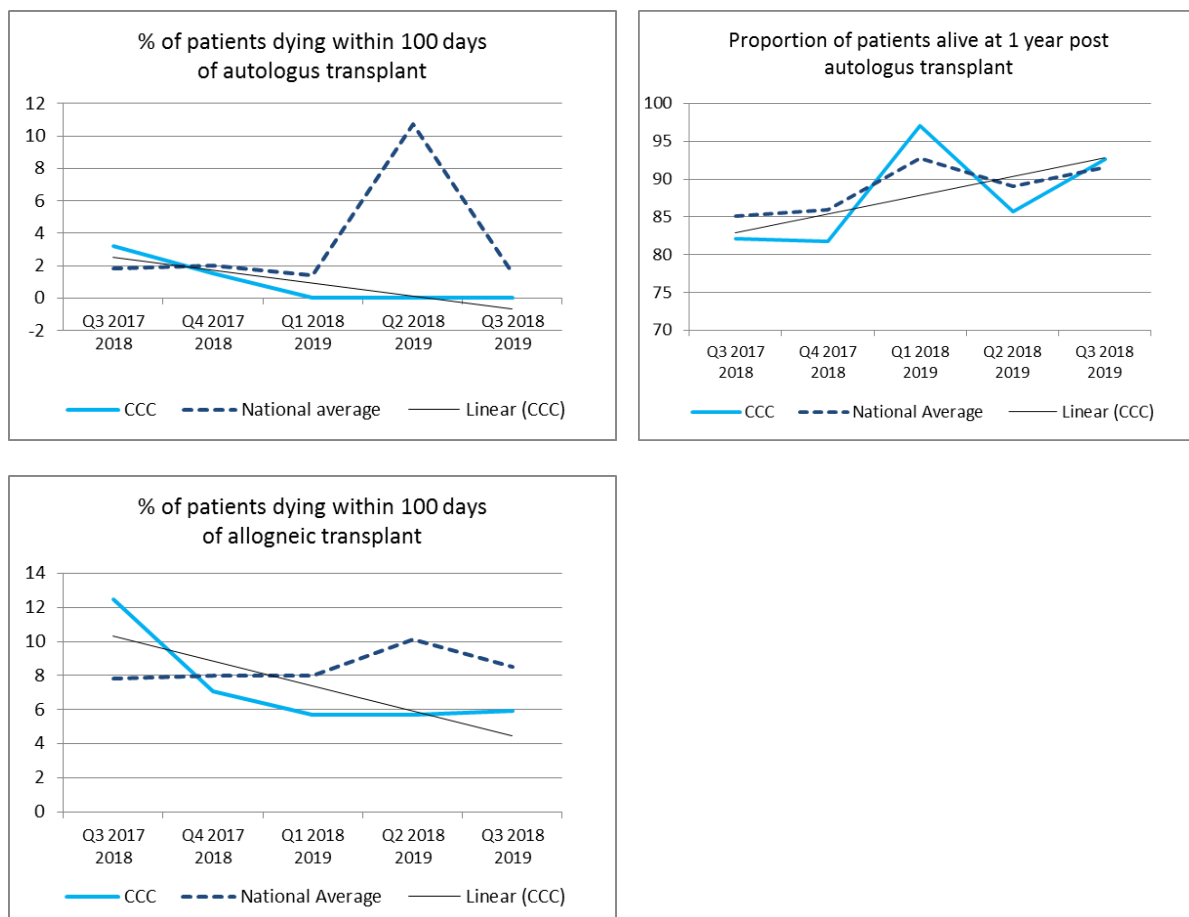 % of patients dying within 100 days
of autologus transplant
12
10
8
6
4
2
0
-2
Q3 2017
2018
Q4 2017
2018
Q1 2018
2019
Q2 2018
2019
Q3 2018
2019
CCC National average Linear (CCC)
Proportion of patients alive at 1 year post
autologus transplant
100
95
90
85
80
75
70
Q3 2017
2018
Q4 2017
2018
Q1 2018
2019
Q2 2018
2019
Q3 2018
2019
CCC National Average Linear (CCC)
% of patients dying within 100 days
of allogneic transplant
14
12
10
8
6
4
2
0
Q3 2017
2018
Q4 2017
2018
Q1 2018
2019
Q2 2018
2019
Q3 2018
2019
CCC National Average Linear (CCC)